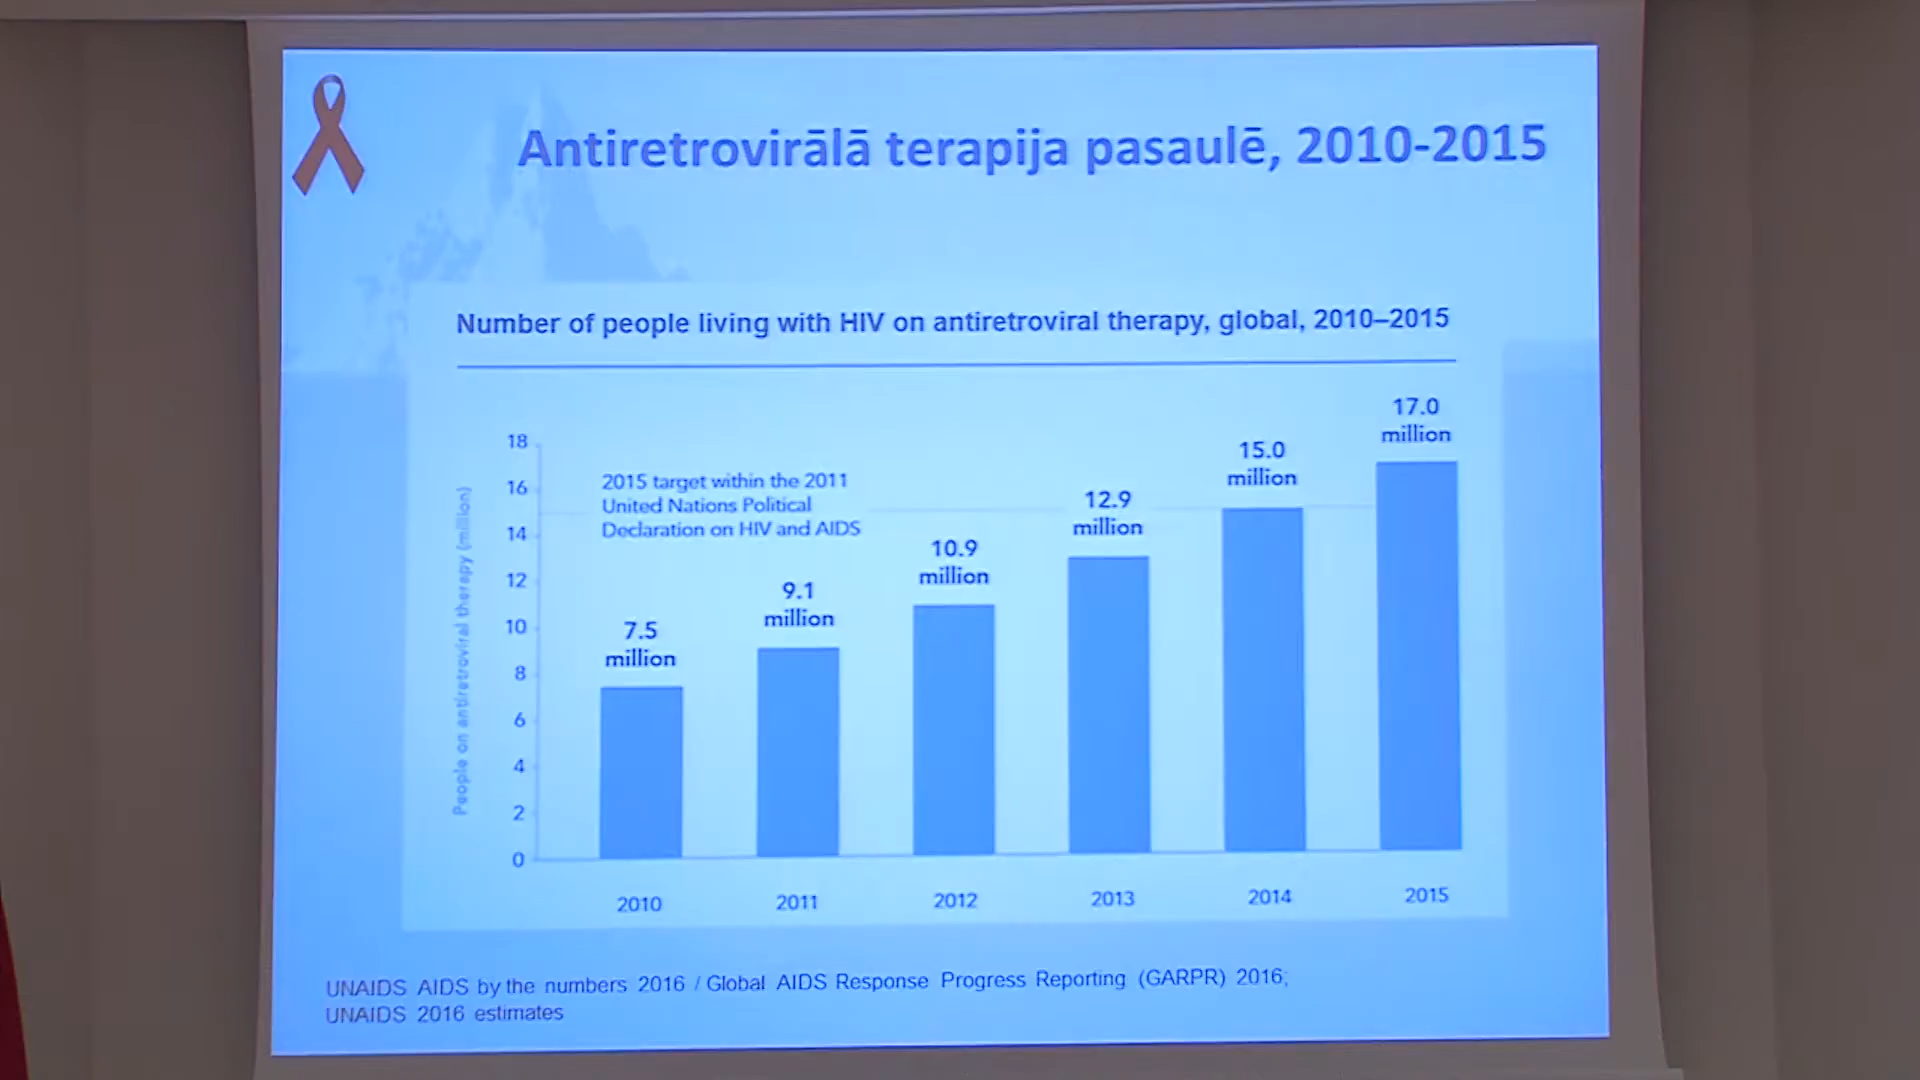 Antiretrovirālā terapija pasaulē, 2010-2015
Number of people living with HIV on antiretroviral therapy, global, 2010–2015
People on antiretroviral therapy (million)
18
16
14
12
10
8
6
4
2
0
2015 target within the 2011
United Nations Political
Declaration on HIV and AIDS
7.5
million
9.1
million
10.9
million
12.9
million
15.0
million
17.0
million
2010
2011
2012
2013
2014
2015
UNAIDS AIDS by the numbers 2016 / Global AIDS Response Progress Reporting (GARPR) 2016;
UNAIDS 2016 estimates